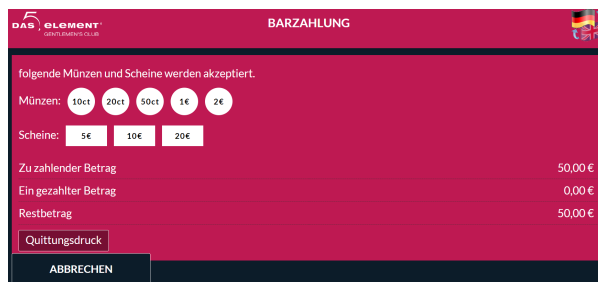 DAS 5 ELEMENT
GENTLEMEN'S CLUB
BARZAHLUNG
folgende Münzen und Scheine werden akzeptiert.
Münzen: 10ct 20ct 50ct 1€ 2€
Scheine: 5€ 10€ 20€
Zu zahlender Betrag 50,00 €
Ein gezahlter Betrag 0,00 €
Restbetrag 50,00 €
Quittungsdruck
ABBRECHEN